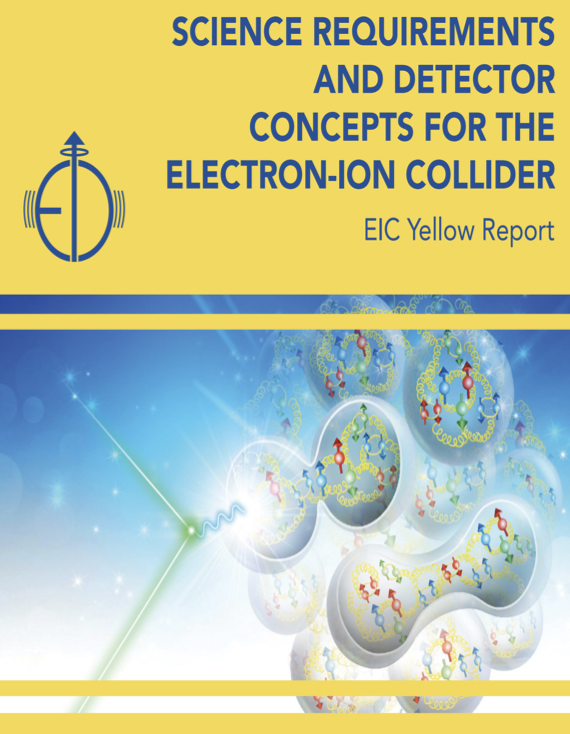 SCIENCE REQUIREMENTS
AND DETECTOR
CONCEPTS FOR THE
ELECTRON-ION COLLIDER
EIC Yellow Report